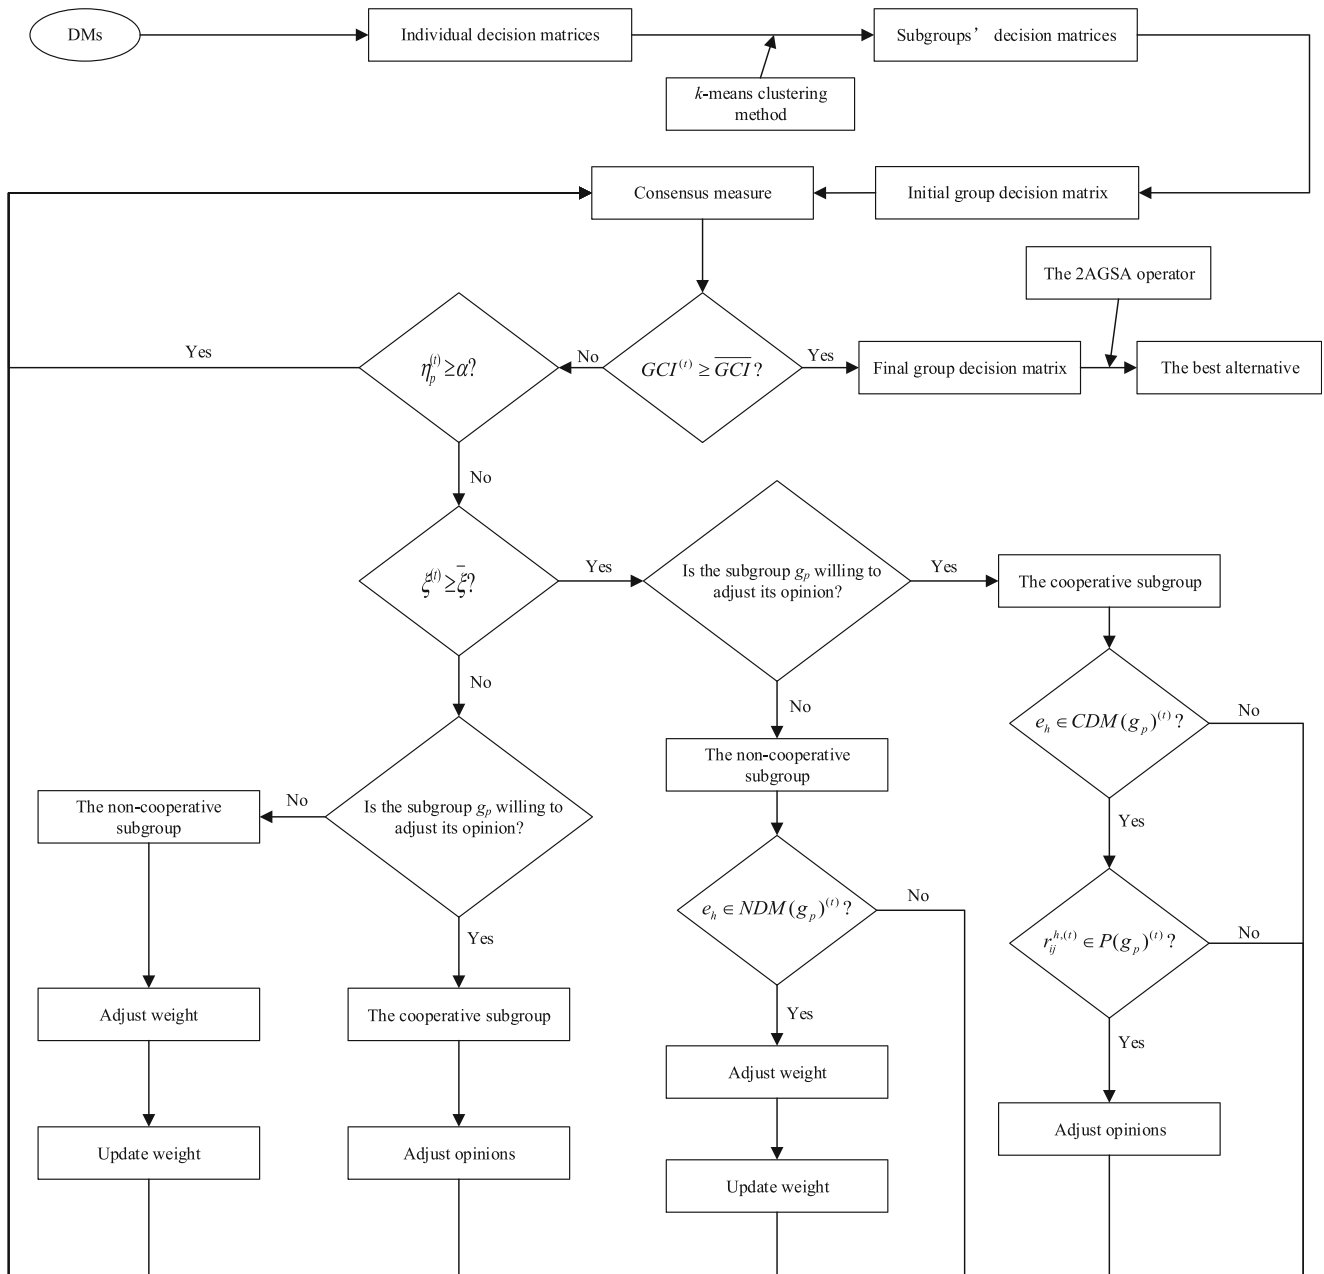 DMs
Individual decision matrices
Subgroups' decision matrices
k-means clustering
method
Consensus measure
Initial group decision matrix
The 2AGSA operator
Yes
η_p^(t) ≥ α?
No
GCI^(t) ≥ \overline{GCI}?
Yes
Final group decision matrix
The best alternative
No
ξ^(t) ≥ \overline{ξ}?
Yes
Is the subgroup g_p willing to
adjust its opinion?
Yes
The cooperative subgroup
No
No
e_h ∈ CDM(g_p)^(t)?
No
The non-cooperative
subgroup
The non-cooperative
subgroup
No
Is the subgroup g_p willing to
adjust its opinion?
Yes
e_h ∈ NDM(g_p)^(t)?
No
r_ij^{h,(t)} ∈ P(g_p)^(t)?
No
Yes
Adjust weight
The cooperative subgroup
Yes
Yes
Adjust weight
Adjust opinions
Update weight
Adjust opinions
Update weight